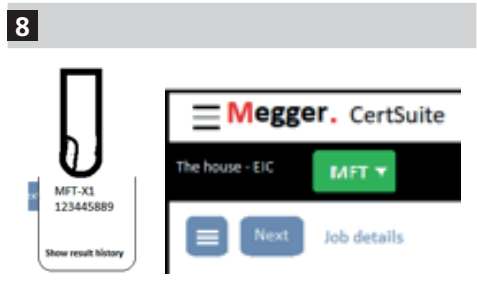 8
MFT-X1
123445889
Show result history
Megger. CertSuite
The house - EIC
MFT
Next
Job details